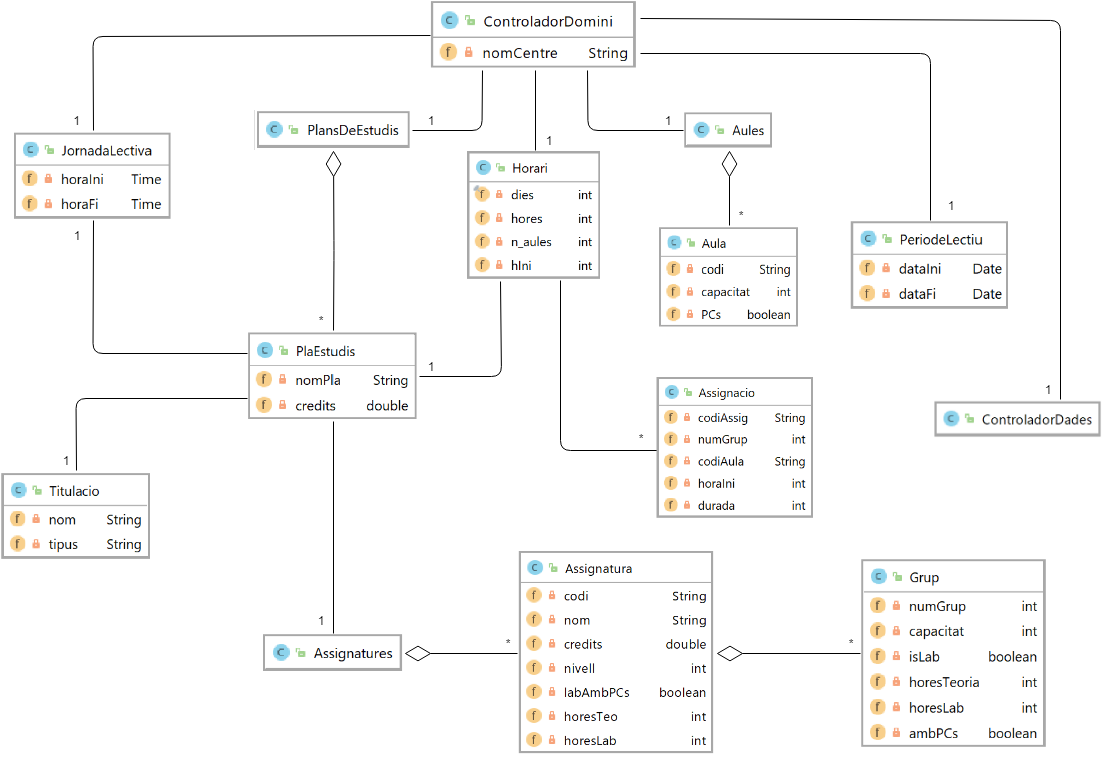 ControladorDomini
nomCentre String
1
JornadaLectiva
horaIni Time
horaFi Time
1
PlansDeEstudis
1
1
Horari
dies int
hores int
n_aules int
hIni int
1
Aules
*
Aula
codi String
capacitat int
PCs boolean
1
PeriodeLectiu
dataIni Date
dataFi Date
*
PlaEstudis
nomPla String
credits double
1
Assignacio
codiAssig String
numGrup int
codiAula String
horaIni int
durada int
*
1
ControladorDades
1
Titulacio
nom String
tipus String
1
Assignatures
*
Assignatura
codi String
nom String
credits double
nivell int
labAmbPCs boolean
horesTeo int
horesLab int
*
Grup
numGrup int
capacitat int
isLab boolean
horesTeoria int
horesLab int
ambPCs boolean